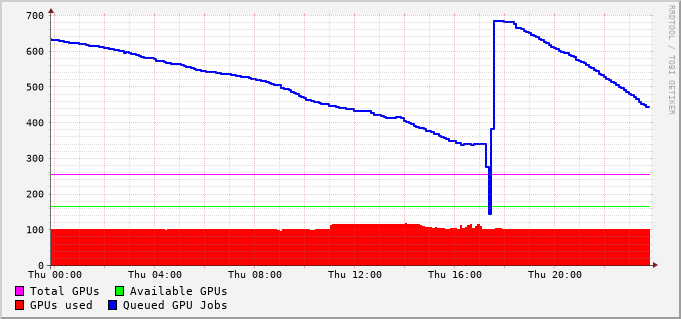 700
600
500
400
300
200
100
0
Thu 00:00 Thu 04:00 Thu 08:00 Thu 12:00 Thu 16:00 Thu 20:00
Total GPUs Available GPUs
GPUs used Queued GPU Jobs
RRDTOOL / TOBI OETIKER